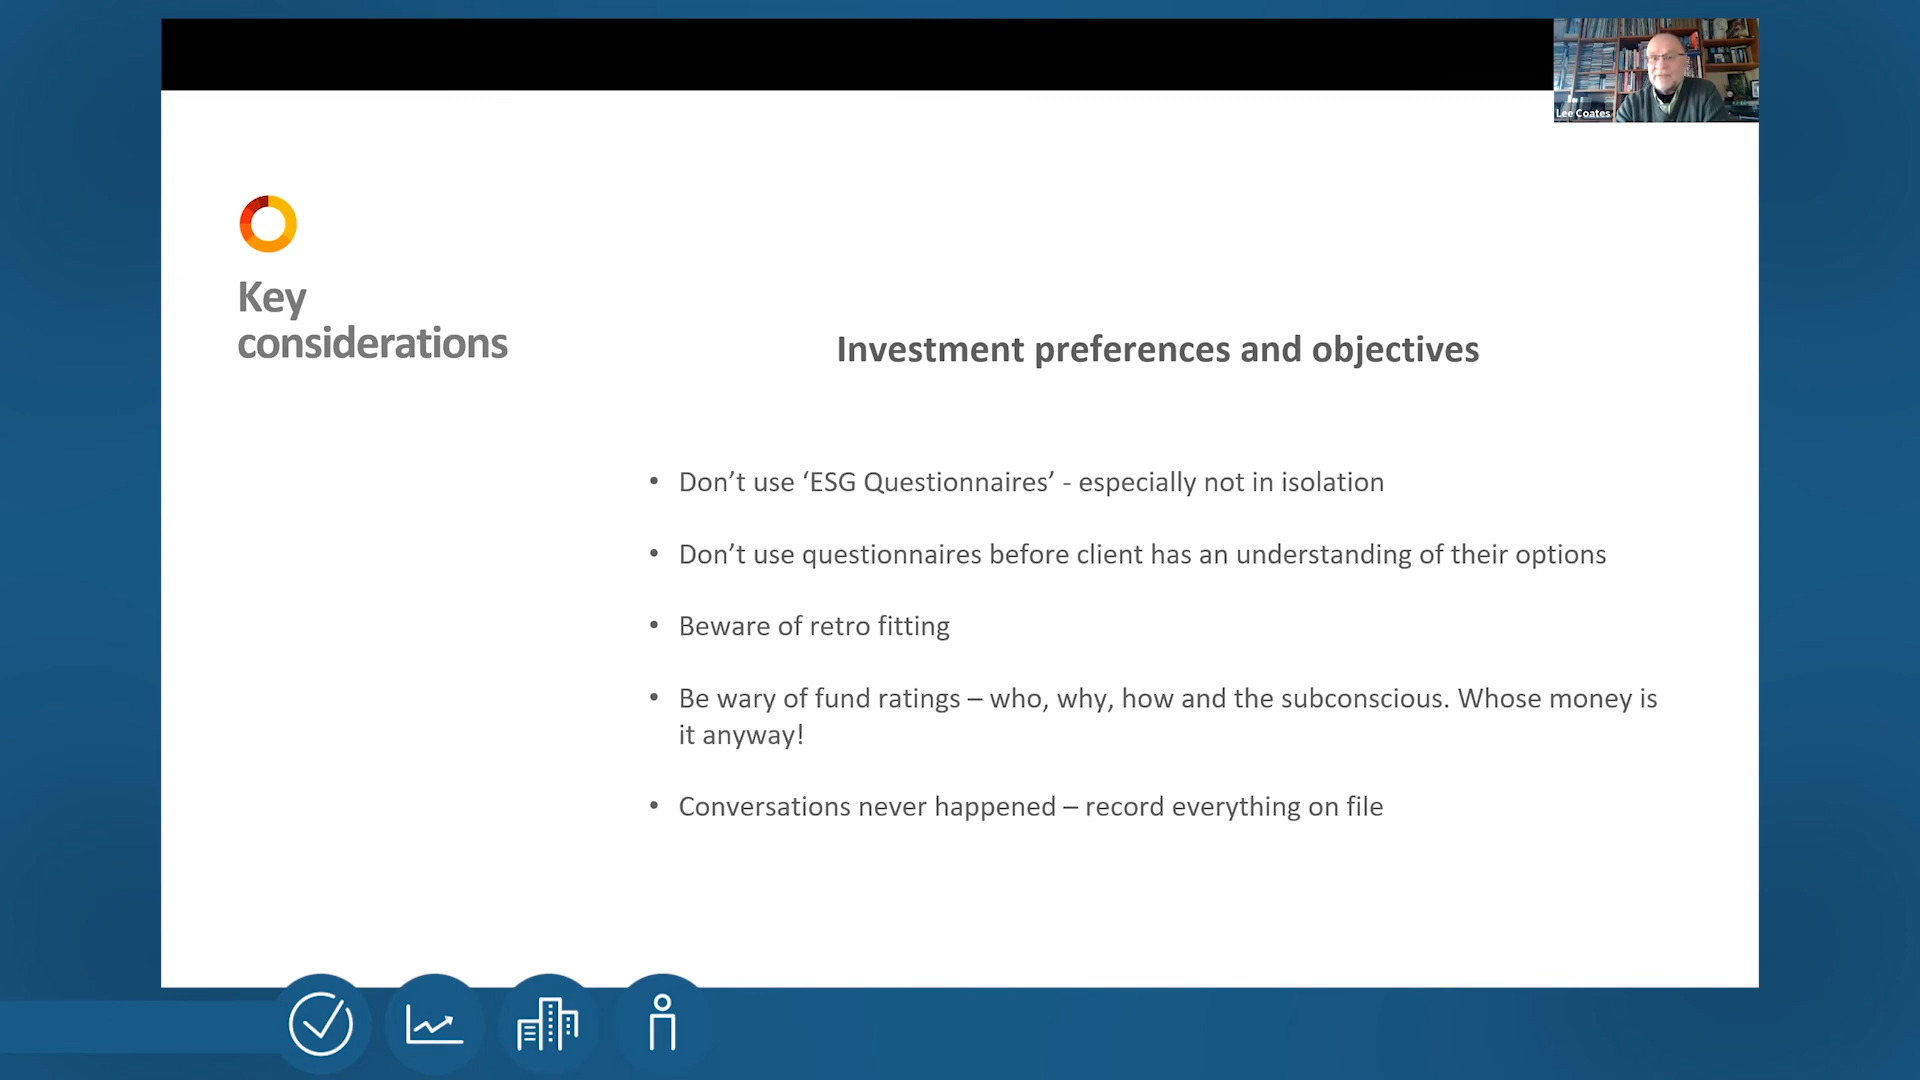 Lee Coates
Key
considerations
Investment preferences and objectives
• Don’t use ‘ESG Questionnaires’ - especially not in isolation
• Don’t use questionnaires before client has an understanding of their options
• Beware of retro fitting
• Be wary of fund ratings – who, why, how and the subconscious. Whose money is
it anyway!
• Conversations never happened – record everything on file